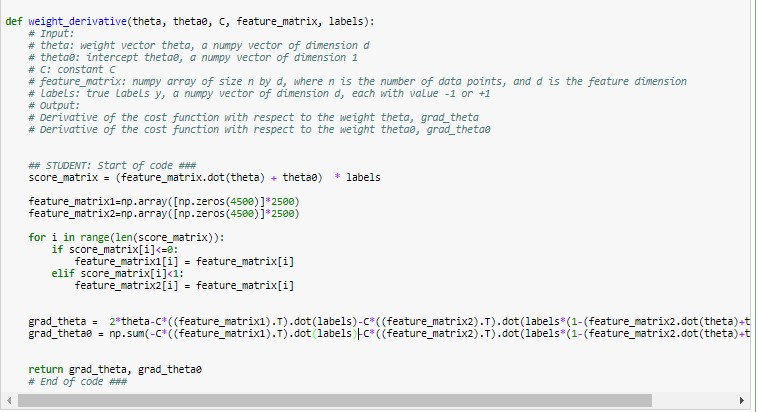 def weight_derivative(theta, theta0, C, feature_matrix, labels):
# Input:
# theta: weight vector theta, a numpy vector of dimension d
# theta0: intercept theta0, a numpy vector of dimension 1
# C: constant C
# feature_matrix: numpy array of size n by d, where n is the number of data points, and d is the feature dimension
# labels: true labels y, a numpy vector of dimension d, each with value -1 or +1
# Output:
# Derivative of the cost function with respect to the weight theta, grad_theta
# Derivative of the cost function with respect to the weight theta0, grad_theta0
## STUDENT: Start of code ###
score_matrix = (feature_matrix.dot(theta) + theta0) * labels
feature_matrix1=np.array([np.zeros(4500)]*2500)
feature_matrix2=np.array([np.zeros(4500)]*2500)
for i in range(len(score_matrix)):
if score_matrix[i]<=0:
feature_matrix1[i] = feature_matrix[i]
elif score_matrix[i]<1:
feature_matrix2[i] = feature_matrix[i]
grad_theta = 2*theta-C*((feature_matrix1).T).dot(labels)-C*((feature_matrix2).T).dot(labels*(1-(feature_matrix2.dot(theta)+t
grad_theta0 = np.sum(-C*((feature_matrix1).T).dot(labels)-C*((feature_matrix2).T).dot(labels*(1-(feature_matrix2.dot(theta)+t
return grad_theta, grad_theta0
# End of code ###